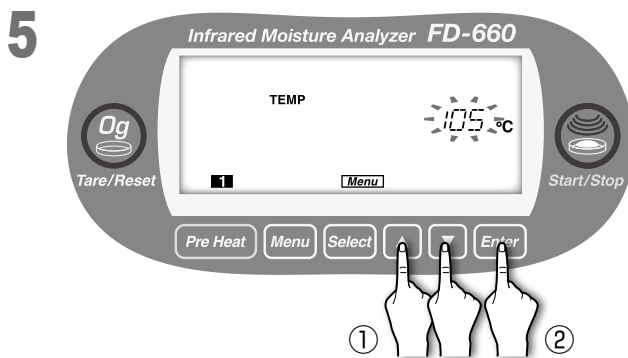 5
Infrared Moisture Analyzer FD-660
TEMP
105 °C
0g
Tare/Reset
Start/Stop
1
Menu
Pre Heat Menu Select ▲ ▼ Enter
① ②